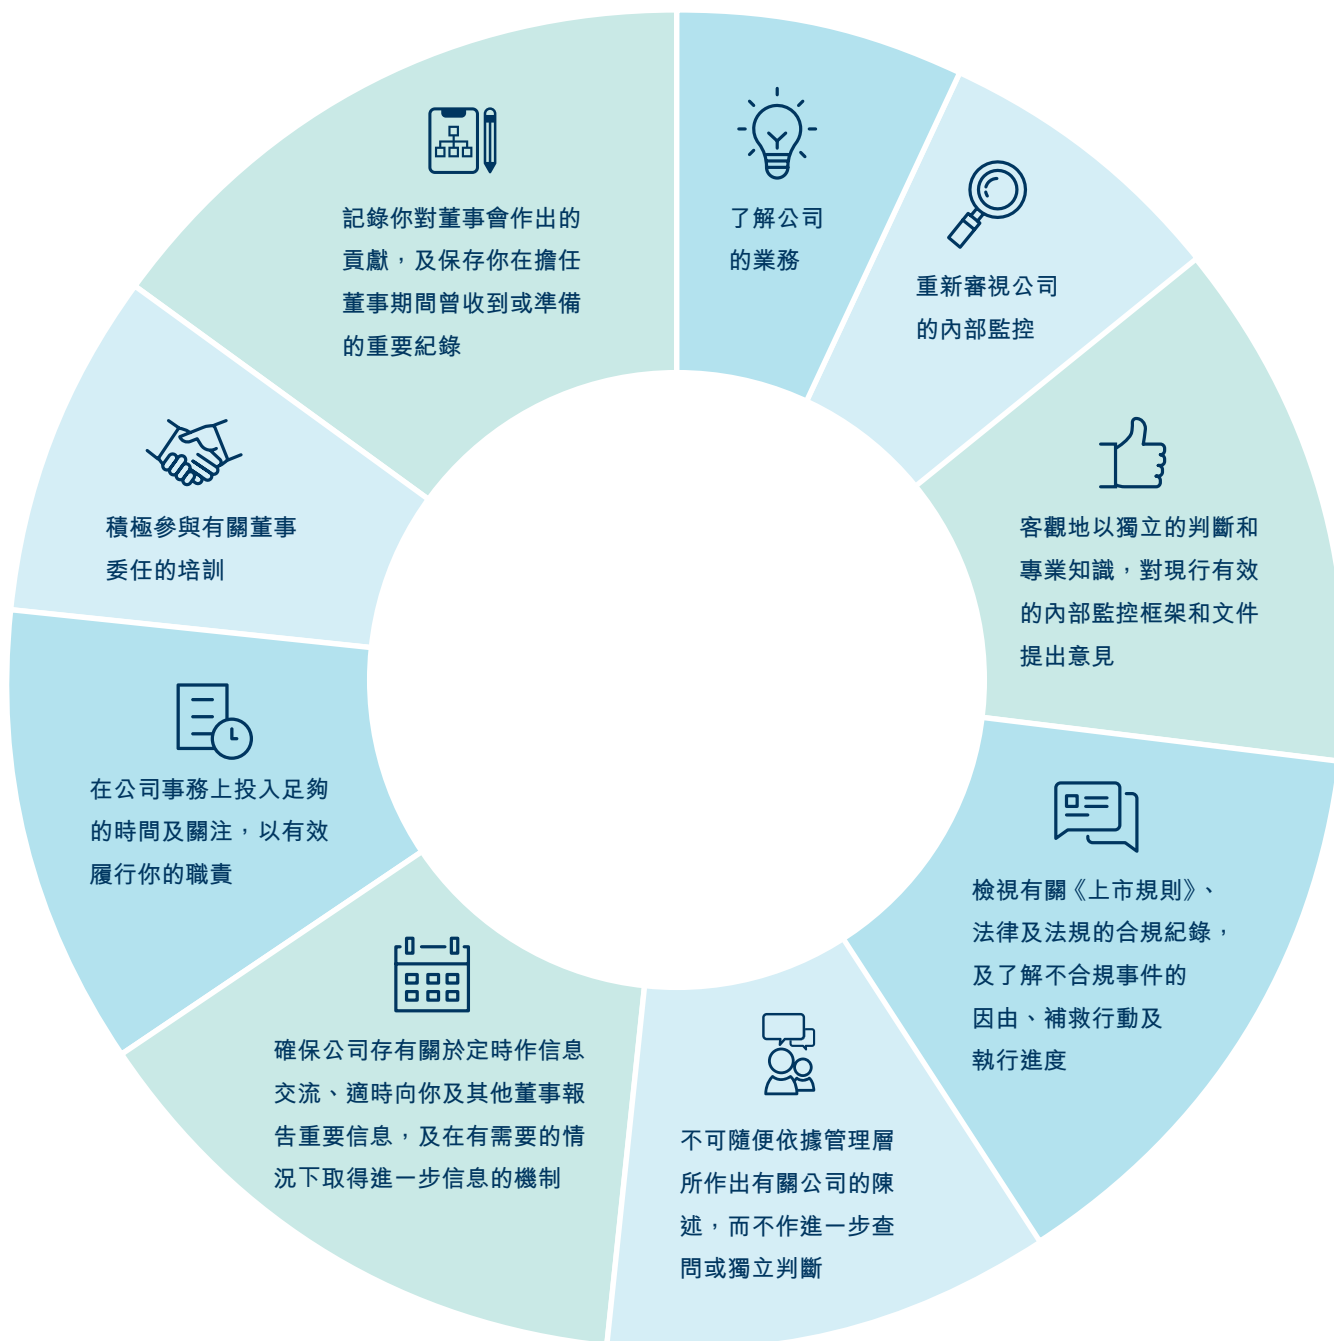 了解公司
的業務
重新審視公司
的內部監控
客觀地以獨立的判斷和
專業知識，對現行有效
的內部監控框架和文件
提出意見
檢視有關《上市規則》、
法律及法規的合規紀錄，
及了解不合規事件的
因由、補救行動及
執行進度
不可隨便依據管理層
所作出有關公司的陳
述，而不作進一步查
問或獨立判斷
確保公司存有關於定時作信息
交流、適時向你及其他董事報
告重要信息，及在有需要的情
況下取得進一步信息的機制
在公司事務上投入足夠
的時間及關注，以有效
履行你的職責
積極參與有關董事
委任的培訓
記錄你對董事會作出的
貢獻，及保存你在擔任
董事期間曾收到或準備
的重要紀錄